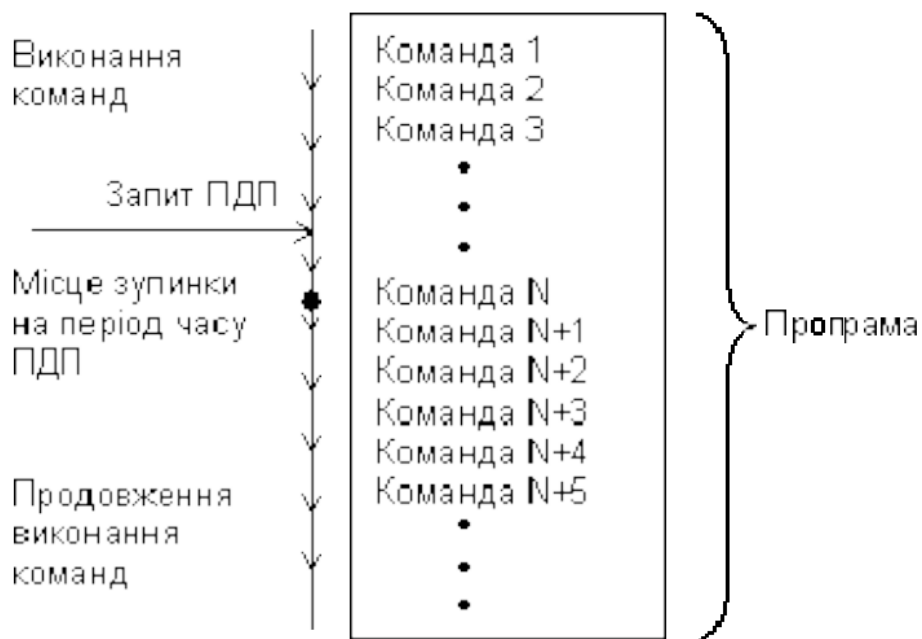 Виконання
команд
Запит ПДП
Місце зупинки
на період часу
ПДП
Продовження
виконання
команд
Команда 1
Команда 2
Команда 3
Команда N
Команда N+1
Команда N+2
Команда N+3
Команда N+4
Команда N+5
Програма